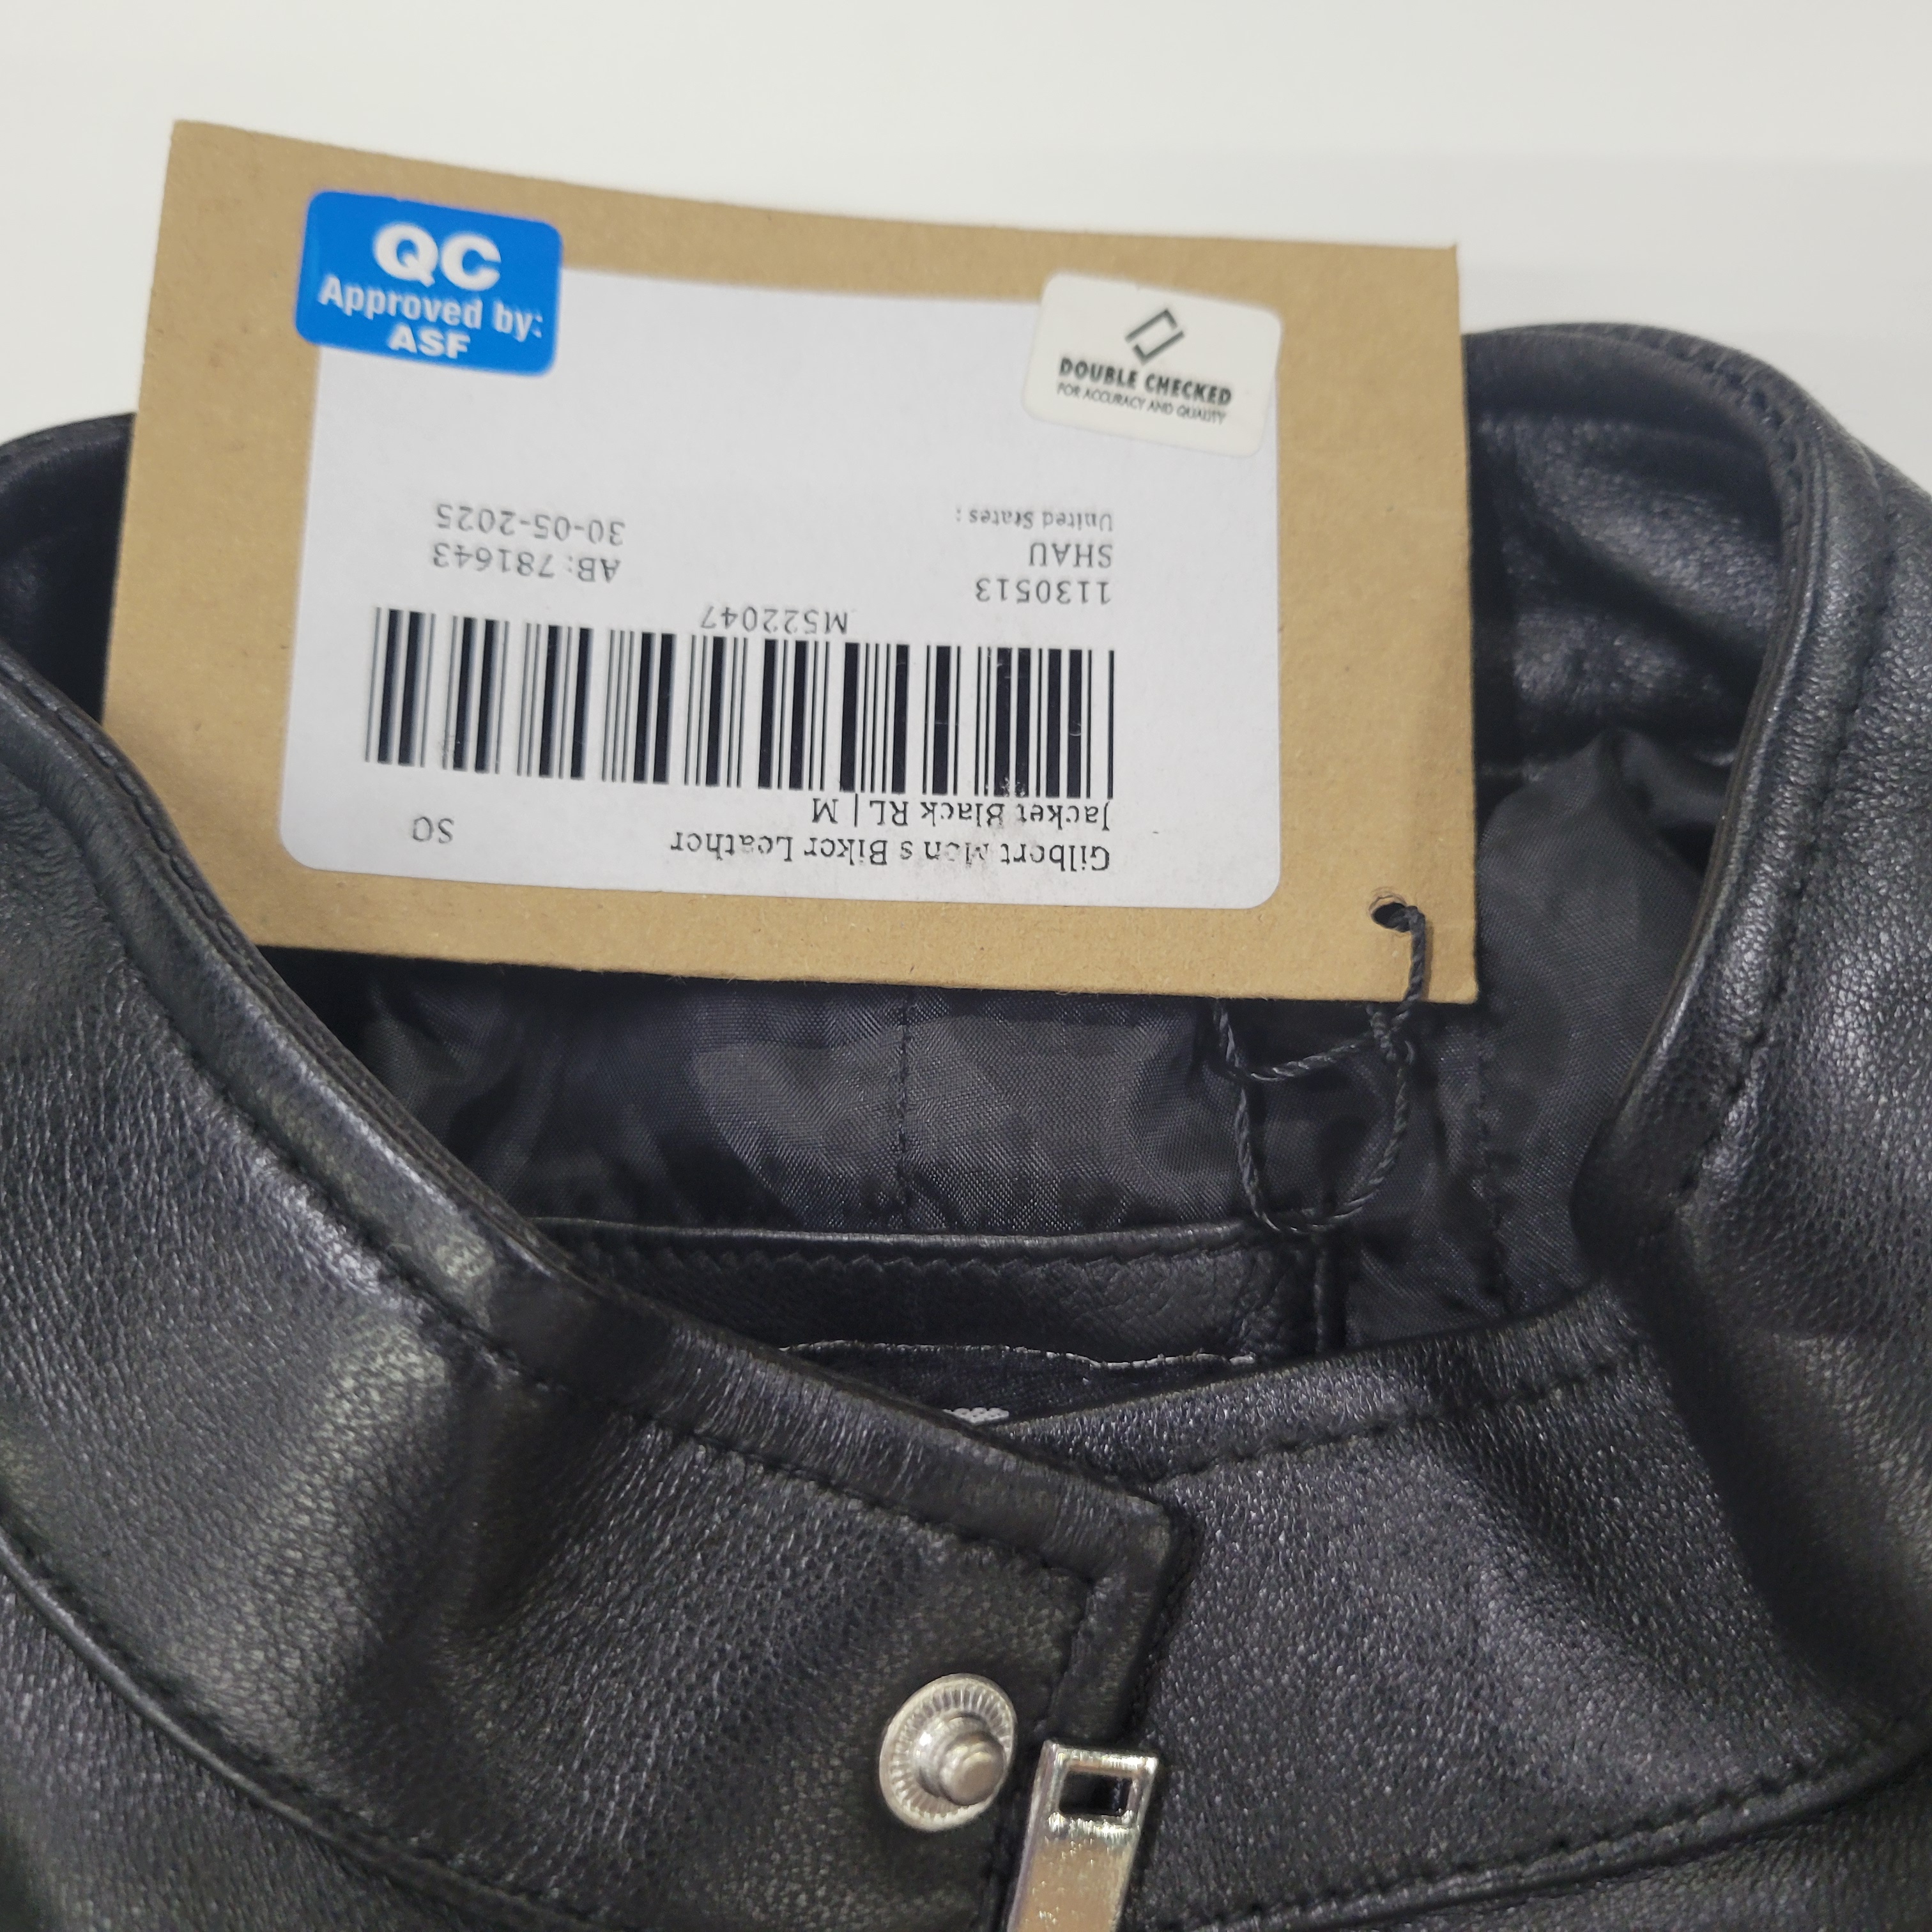 QC
Approved by:
ASF
DOUBLE CHECKED
FOR ACCURACY AND QUALITY
Gilbert Men s Biker Leather
Jacket Black RL | M
SO
M522047
1130513
AB: 781643
SHAU
30-05-2025
United States :